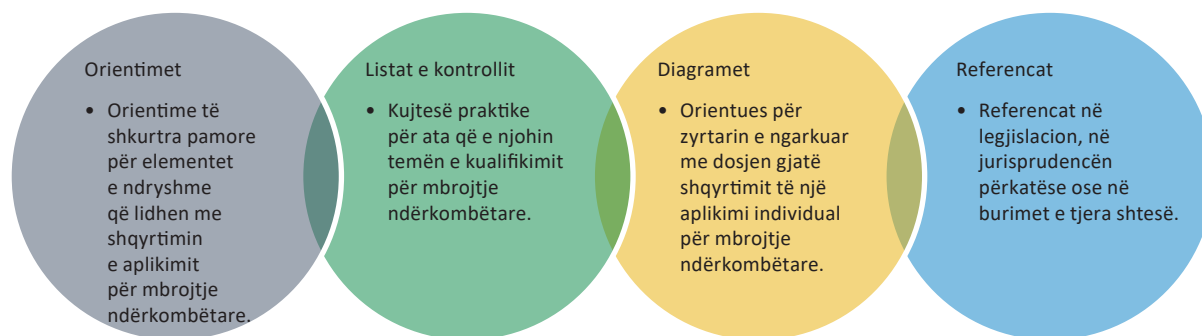 Orientimet
• Orientime të
shkurtra pamore
për elementet
e ndryshme
që lidhen me
shqyrtimin
e aplikimit
për mbrojtje
ndërkombëtare.
Listat e kontrollit
• Kujtesë praktike
për ata që e njohin
temën e kualifikimit
për mbrojtje
ndërkombëtare.
Diagramet
• Orientues për
zyrtarin e ngarkuar
me dosjen gjatë
shqyrtimit të një
aplikimi individual
për mbrojtje
ndërkombëtare.
Referencat
• Referencat në
legjislacion, në
jurisprudencën
përkatëse ose në
burimet e tjera shtesë.